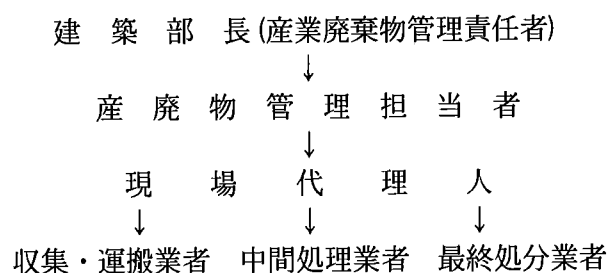 建築部長(産業廃棄物管理責任者)
↓
産廃物管理担当者
↓
現場代理人
↓ ↓ ↓
収集・運搬業者 中間処理業者 最終処分業者